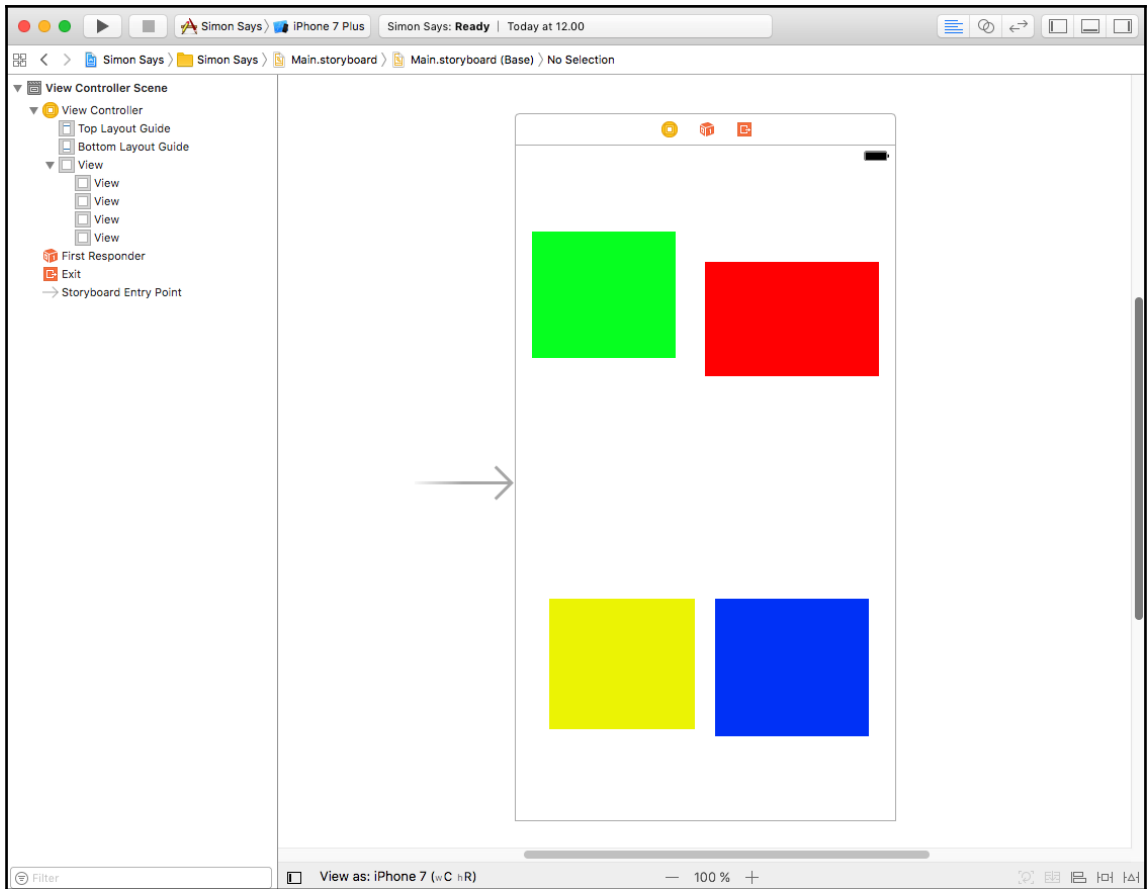 Simon Says iPhone 7 Plus Simon Says: Ready | Today at 12.00
Simon Says Simon Says Main.storyboard Main.storyboard (Base) No Selection
View Controller Scene
View Controller
Top Layout Guide
Bottom Layout Guide
View
View
View
View
View
First Responder
Exit
Storyboard Entry Point
Filter
View as: iPhone 7 (wC hR) — 100 % +